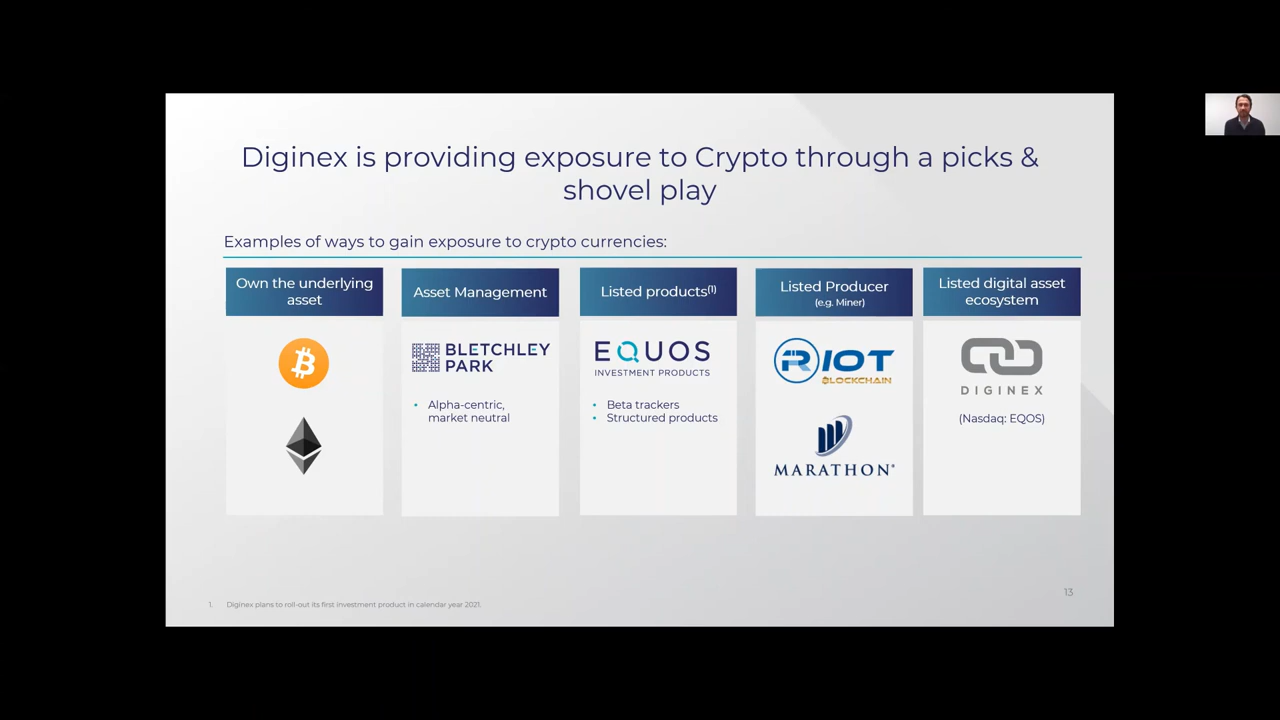 Diginex is providing exposure to Crypto through a picks &
shovel play
Examples of ways to gain exposure to crypto currencies:
Own the underlying
asset
Asset Management
BLETCHLEY
PARK
• Alpha-centric,
market neutral
Listed products(1)
EQUOS
INVESTMENT PRODUCTS
• Beta trackers
• Structured products
Listed Producer
(e.g. Miner)
RIOT
BLOCKCHAIN
MARATHON
Listed digital asset
ecosystem
DIGINEX
(Nasdaq: EQOS)
13
1. Diginex plans to roll-out its first investment product in calendar year 2021.